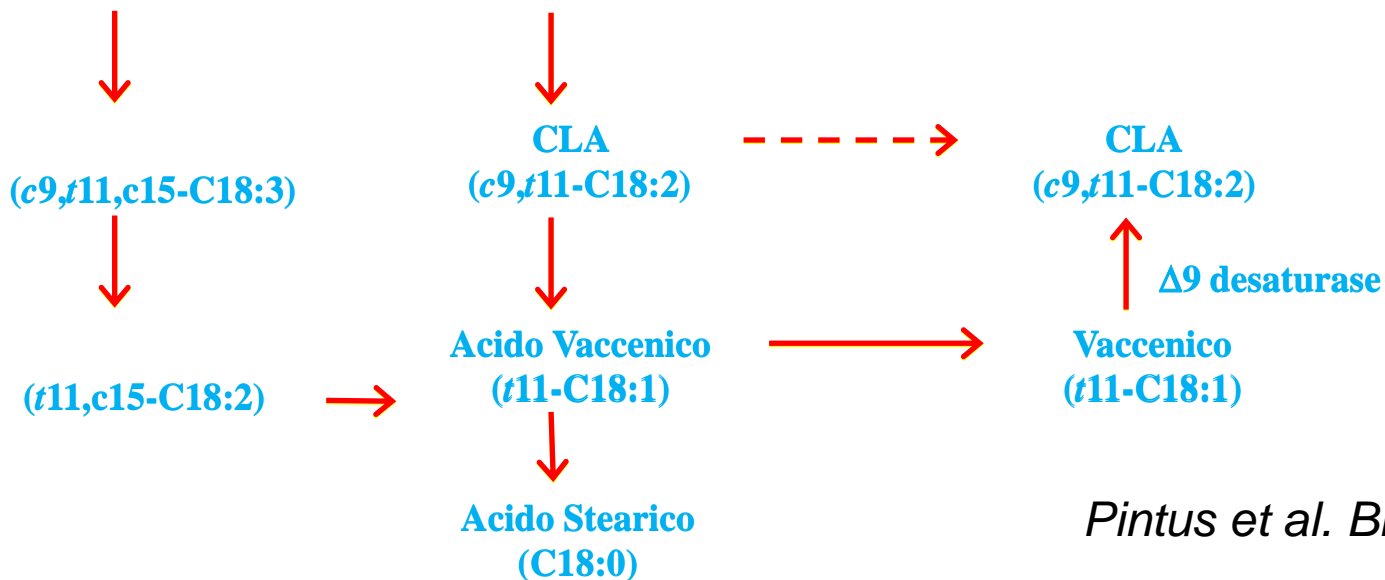 CLA
(c9,t11-C18:2)
CLA
(c9,t11-C18:2)
(c9,t11,c15-C18:3)
Δ9 desaturase
Acido Vaccenico
(t11-C18:1)
Vaccenico
(t11-C18:1)
(t11,c15-C18:2)
Acido Stearico
(C18:0)
Pintus et al.